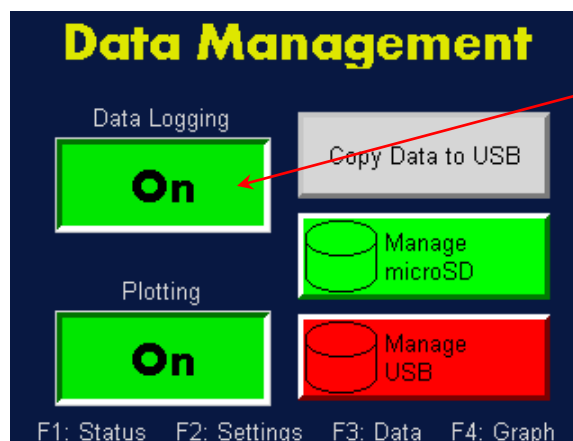 Data Management
Data Logging
On
Copy Data to USB
Manage
microSD
Plotting
On
Manage
USB
F1: Status F2: Settings F3: Data F4: Graph